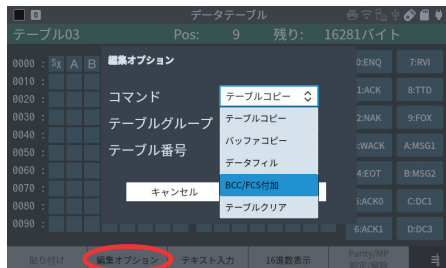 0 データテーブル
テーブル03 Pos: 9 残り: 16281バイト
0000 : Sx A B 0:ENQ 7:RVI
編集オプション
0010 :
コマンド テーブルコピー 1:ACK 8:TTD
0020 :
0030 : テーブルグループ テーブルコピー 2:NAK 9:FOX
0040 : バッファコピー
0050 : テーブル番号 データフィル :WACK A:MSG1
0060 : BCC/FCS付加 4:EOT B:MSG2
0070 : キャンセル
0080 : テーブルクリア 5:ACK0 C:DC1
0090 : 6:ACK1 D:DC3
貼り付け 編集オプション テキスト入力 16進数表示 Parity/MP
設定/解除